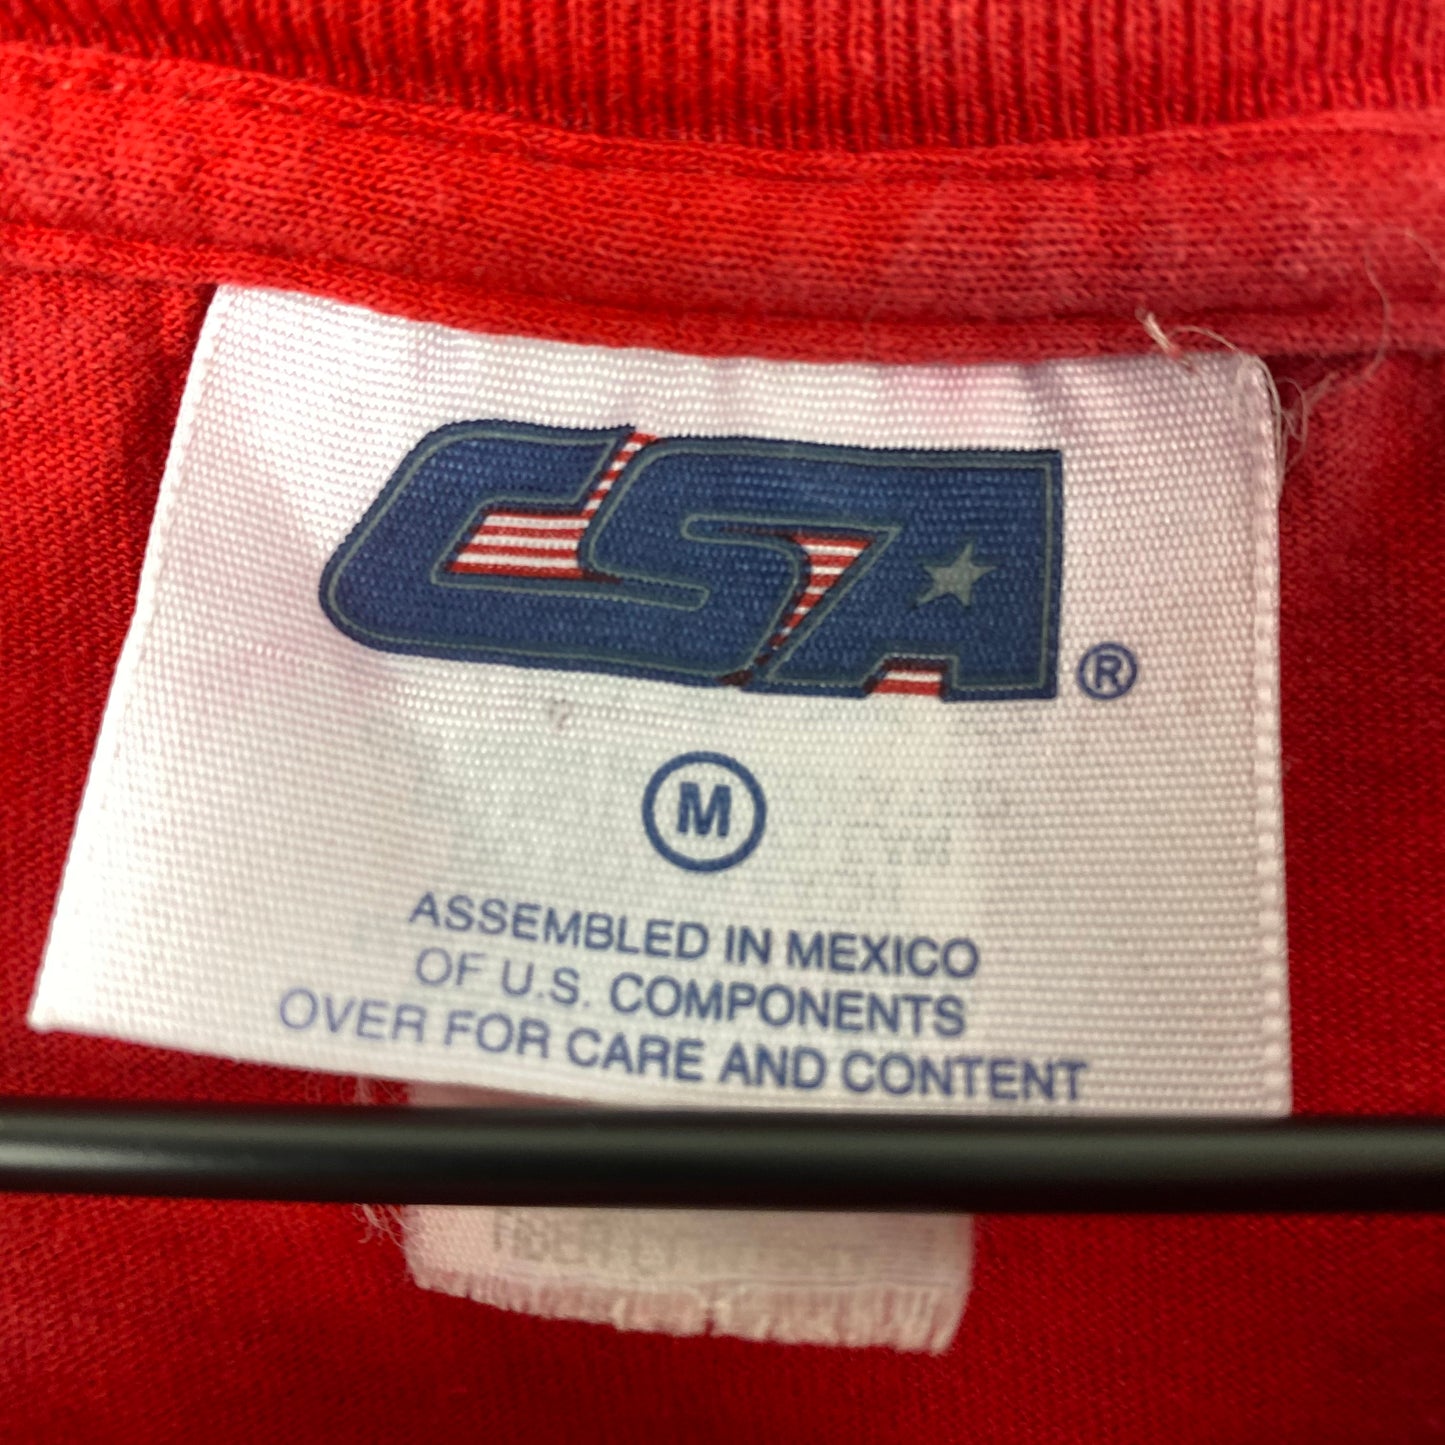 CSA®
M
ASSEMBLED IN MEXICO
OF U.S. COMPONENTS
OVER FOR CARE AND CONTENT